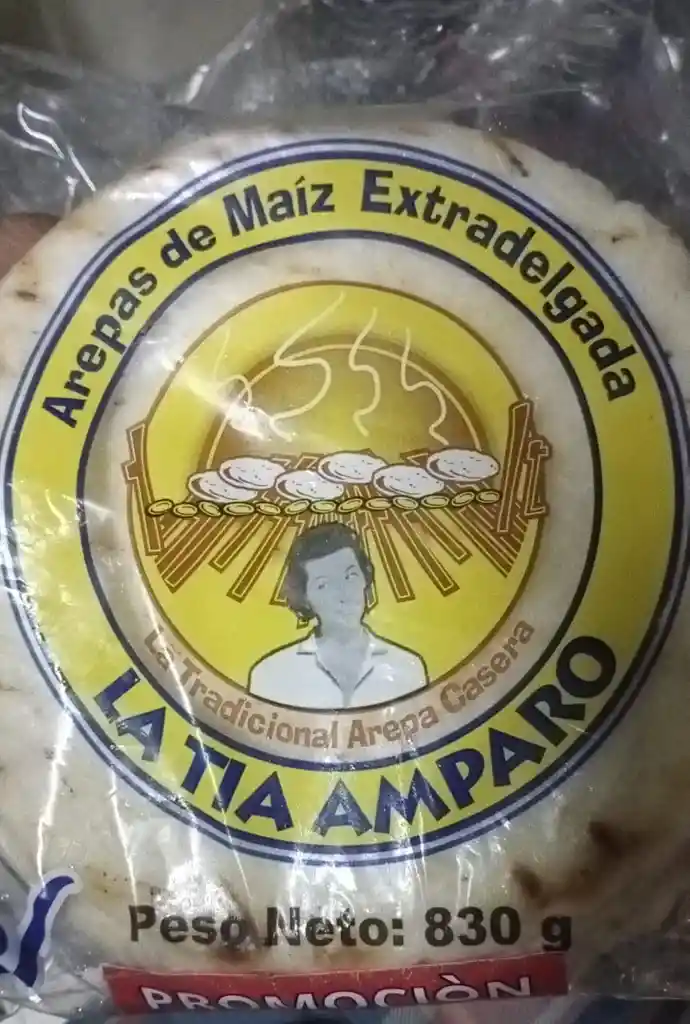 Arepas de Maíz Extradelgada
La Tradicional Arepa Casera
LA TIA AMPARO
Peso Neto: 830 g
PROMOCIÒN